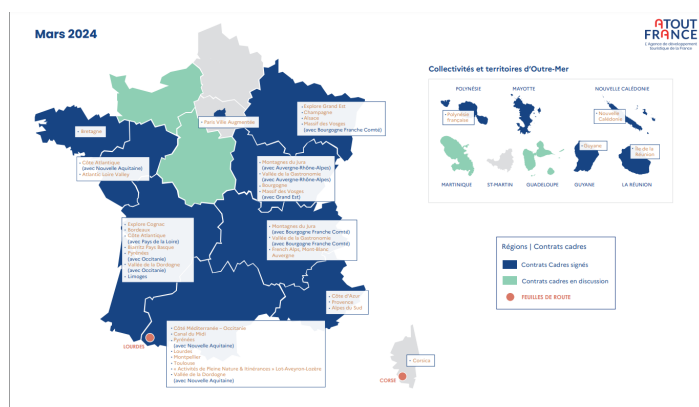 Mars 2024
ATOUT
FRANCE
Agence de développement
touristique de la France
Collectivités et territoires d'Outre-Mer
POLYNÉSIE
MAYOTTE
NOUVELLE CALÉDONIE
• Polynésie
française
• Nouvelle
Calédonie
• Guyane
• Île de la
Réunion
MARTINIQUE
ST-MARTIN
GUADELOUPE
GUYANE
LA RÉUNION
• Explore Grand Est
• Champagne
• Alsace
• Massif des Vosges
(avec Bourgogne Franche Comté)
• Paris Ville Augmentée
• Bretagne
• Côte Atlantique
(avec Nouvelle Aquitaine)
• Atlantic Loire Valley
• Montagnes du Jura
(avec Auvergne-Rhône-Alpes)
• Vallée de la Gastronomie
(avec Auvergne-Rhône-Alpes)
• Bourgogne
• Massif des Vosges
(avec Grand Est)
• Explore Cognac
• Bordeaux
• Côte Atlantique
(avec Pays de la Loire)
• Biarritz Pays Basque
• Pyrénées
(avec Occitanie)
• Vallée de la Dordogne
(avec Occitanie)
• Limoges
• Montagnes du Jura
(avec Bourgogne Franche Comté)
• Vallée de la Gastronomie
(avec Bourgogne Franche Comté)
• French Alps, Mont-Blanc
Auvergne
Régions | Contrats cadres
Contrats Cadres signés
Contrats Cadres en discussion
FEUILLES DE ROUTE
• Côte d'Azur
• Provence
• Alpes du Sud
LOURDES
• Côté Méditerranée – Occitanie
• Canal du Midi
• Pyrénées
(avec Nouvelle Aquitaine)
• Lourdes
• Montpellier
• Toulouse
• « Activités de Pleine Nature & Itinérances » Lot-Aveyron-Lozère
• Vallée de la Dordogne
(avec Nouvelle Aquitaine)
• Corsica
CORSE